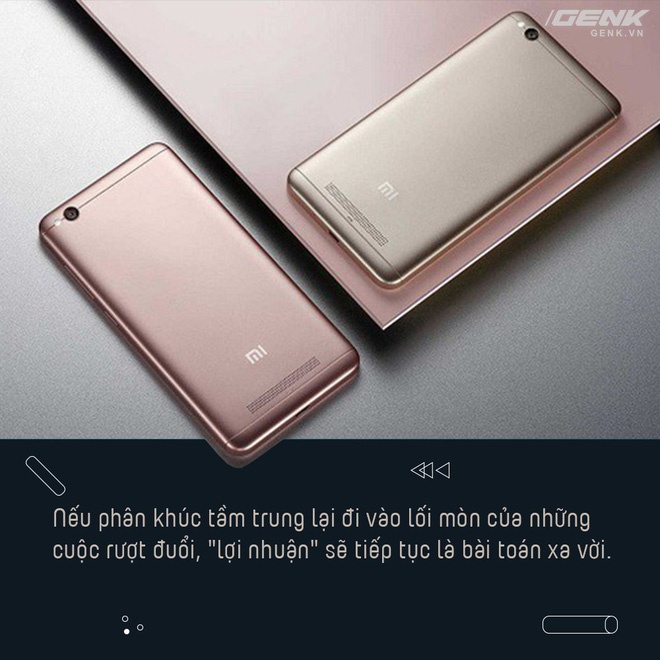 GENK
GENK.VN
mi
mi
Nếu phân khúc tầm trung lại đi vào lối mòn của những
cuộc rượt đuổi, "lợi nhuận" sẽ tiếp tục là bài toán xa vời.